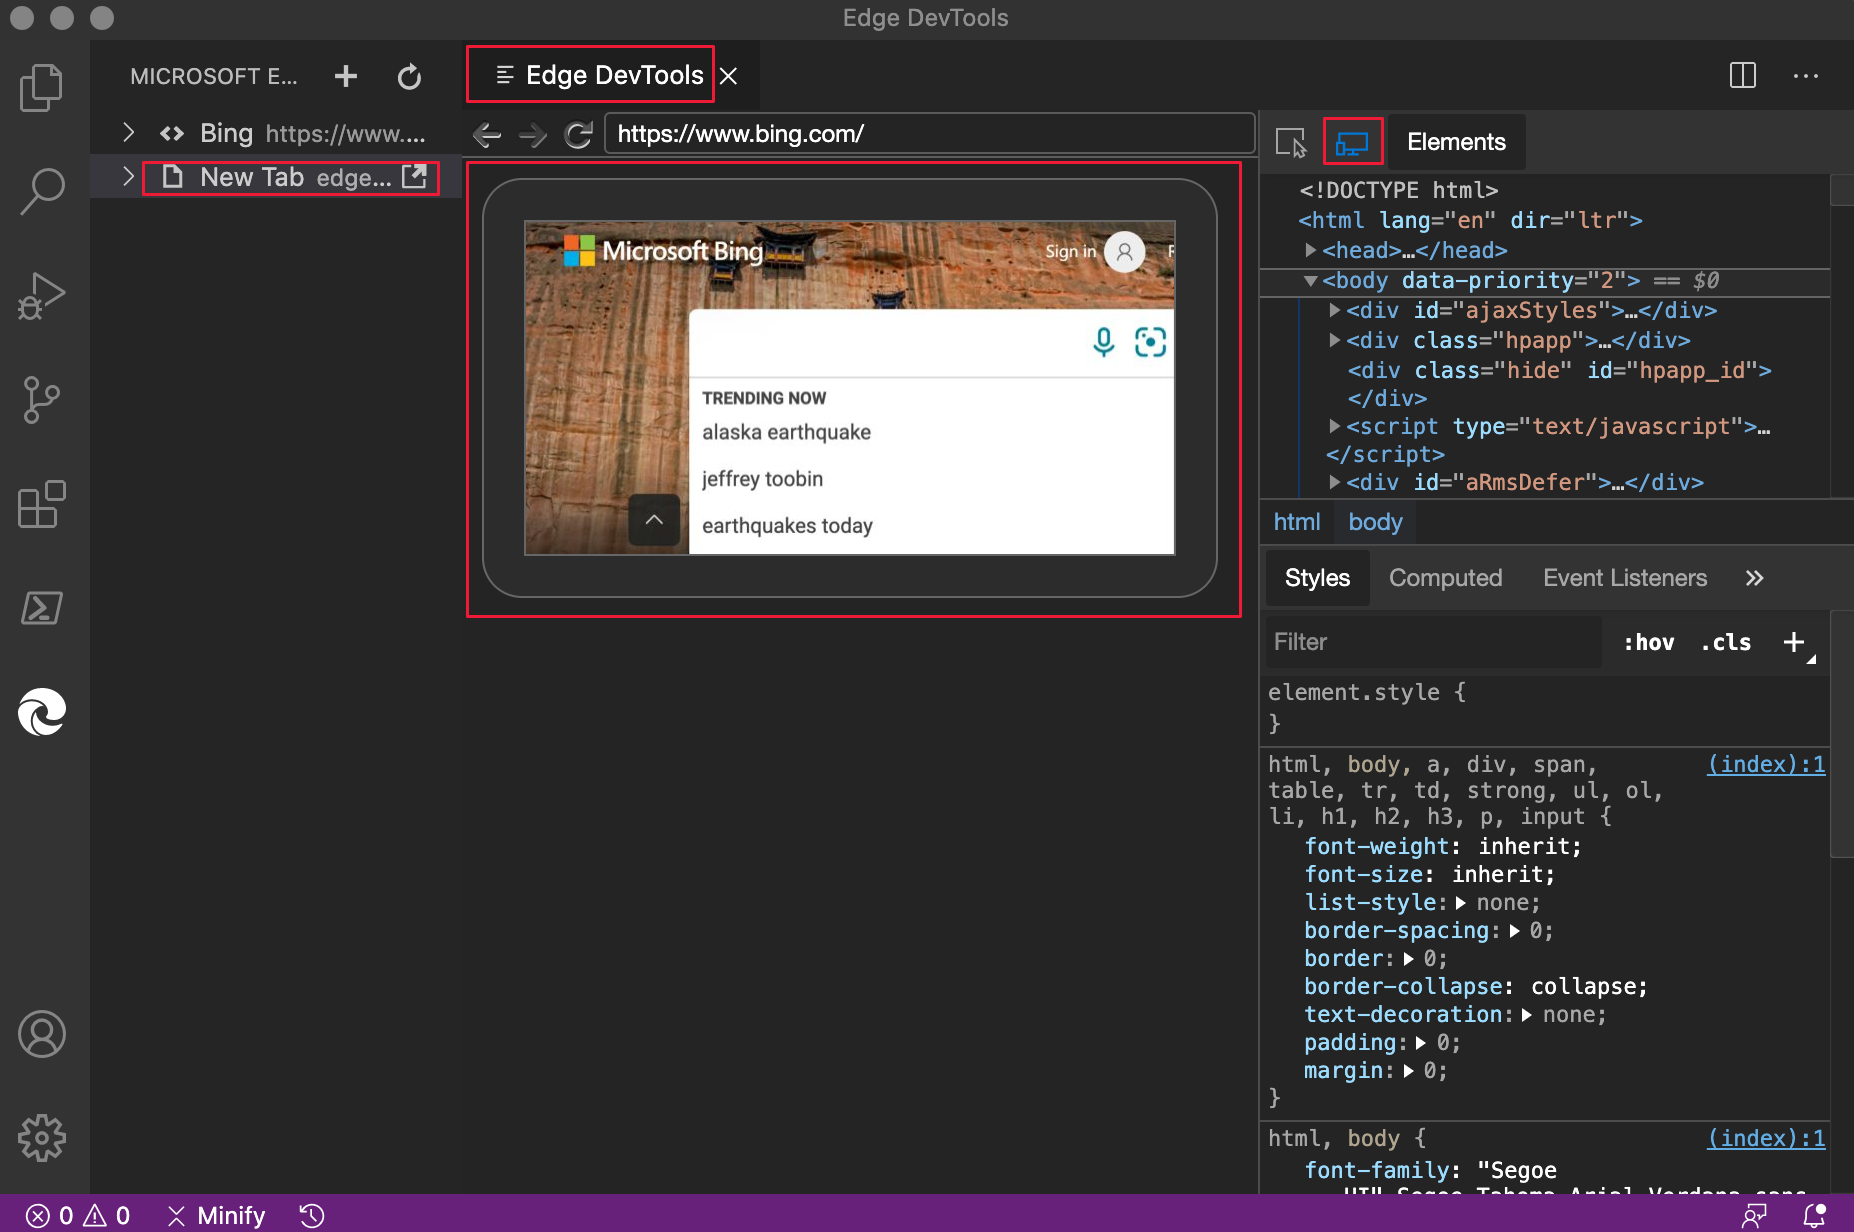 Edge DevTools
MICROSOFT E...
Edge DevTools
Bing https://www....
New Tab edge...
https://www.bing.com/
Microsoft Bing
Sign in
TRENDING NOW
alaska earthquake
jeffrey toobin
earthquakes today
Elements
<!DOCTYPE html>
<html lang="en" dir="ltr">
<head>…</head>
<body data-priority="2"> == $0
<div id="ajaxStyles">…</div>
<div class="hpapp">…</div>
<div class="hide" id="hpapp_id">
</div>
<script type="text/javascript">…
</script>
<div id="aRmsDefer">…</div>
html body
Styles Computed Event Listeners
Filter :hov .cls
element.style {
}
html, body, a, div, span, (index):1
table, tr, td, strong, ul, ol,
li, h1, h2, h3, p, input {
font-weight: inherit;
font-size: inherit;
list-style: none;
border-spacing: 0;
border: 0;
border-collapse: collapse;
text-decoration: none;
padding: 0;
margin: 0;
}
html, body { (index):1
font-family: "Segoe
0 0 Minify